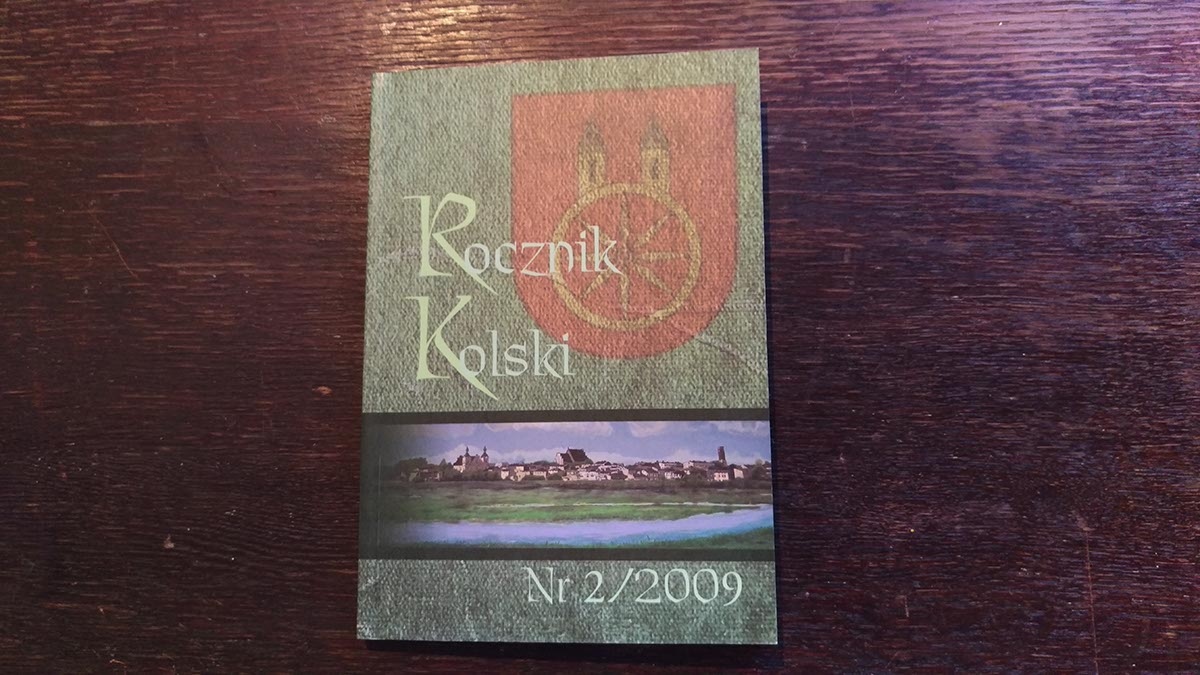 Rocznik
Kolski
Nr 2/2009